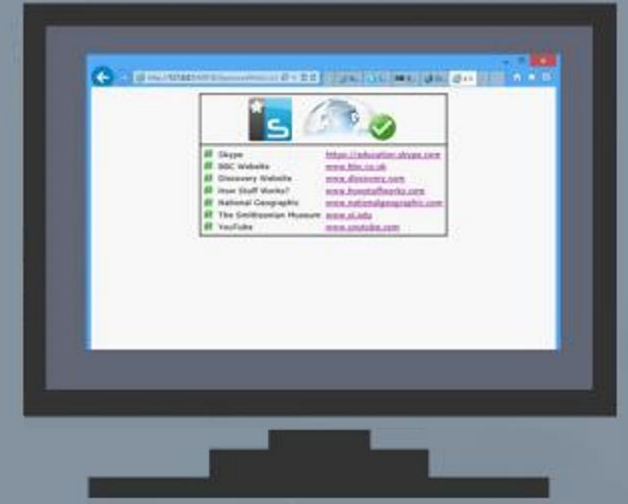 S
Skype https://education.skype.com
BBC Website www.bbc.co.uk
Discovery Website www.discovery.com
How Stuff Works? www.howstuffworks.com
National Geographic www.nationalgeographic.com
The Smithsonian Museum www.si.edu
YouTube www.youtube.com